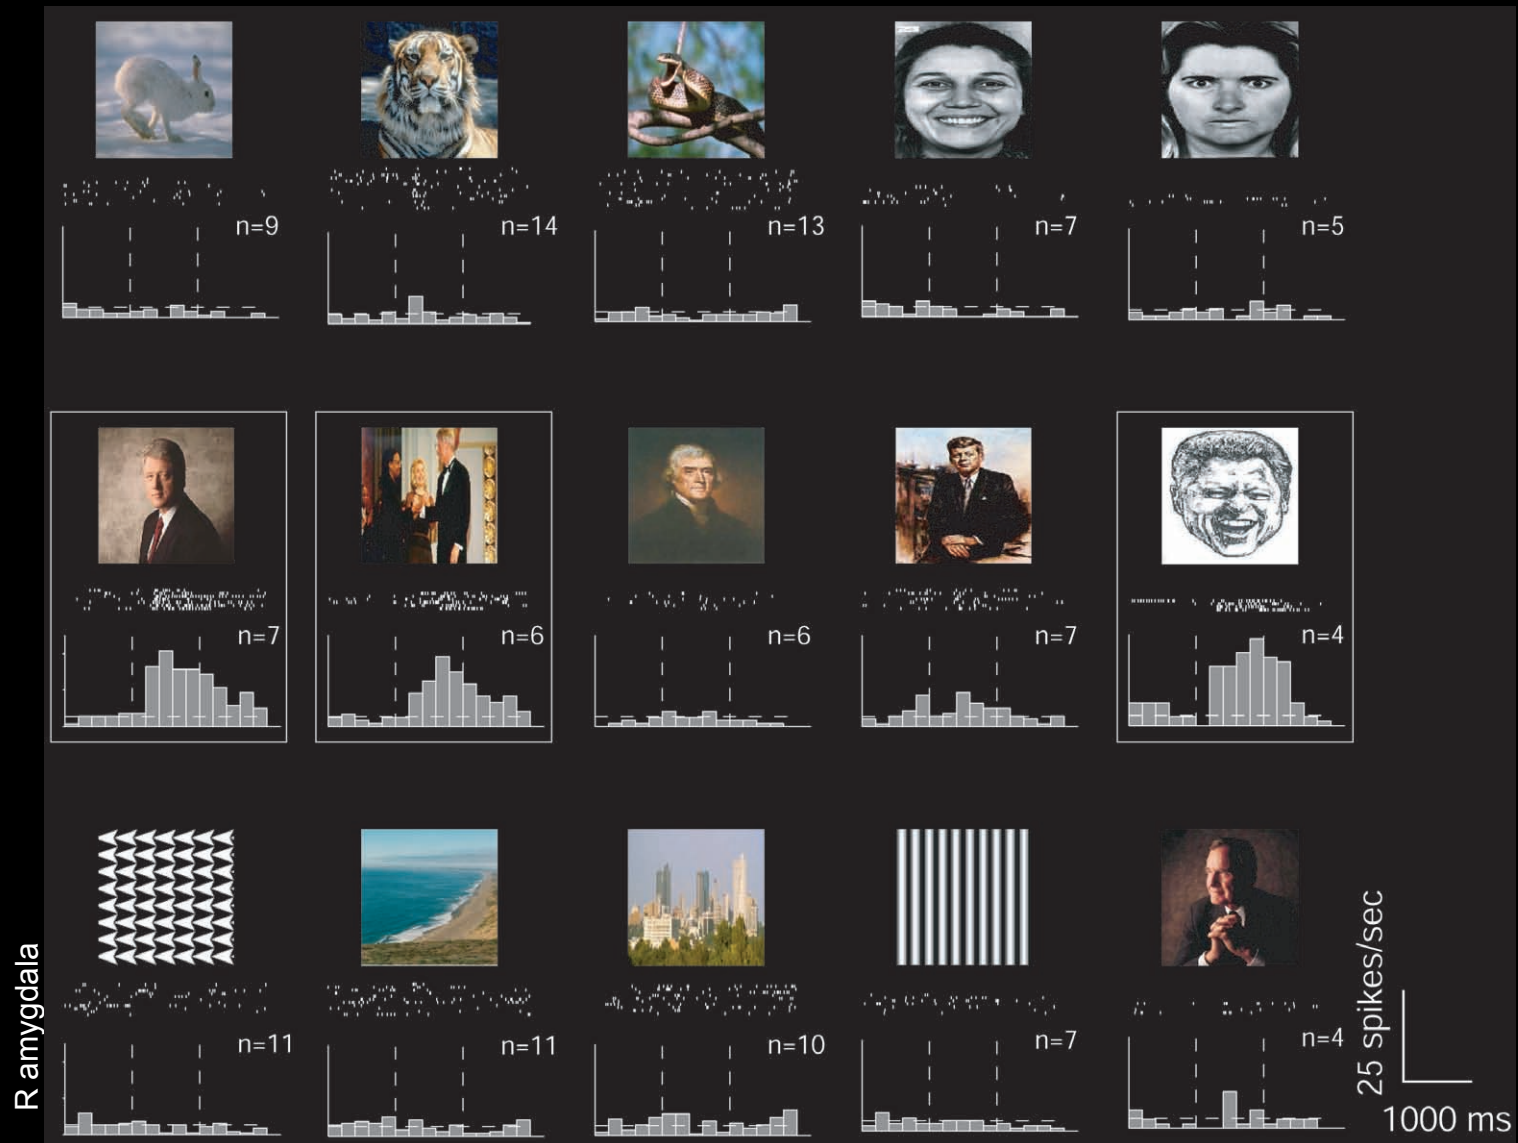 n=9
n=14
n=13
n=7
n=5
n=7
n=6
n=6
n=7
n=4
n=11
n=11
n=10
n=7
n=4
R amygdala
25 spikes/sec
1000 ms